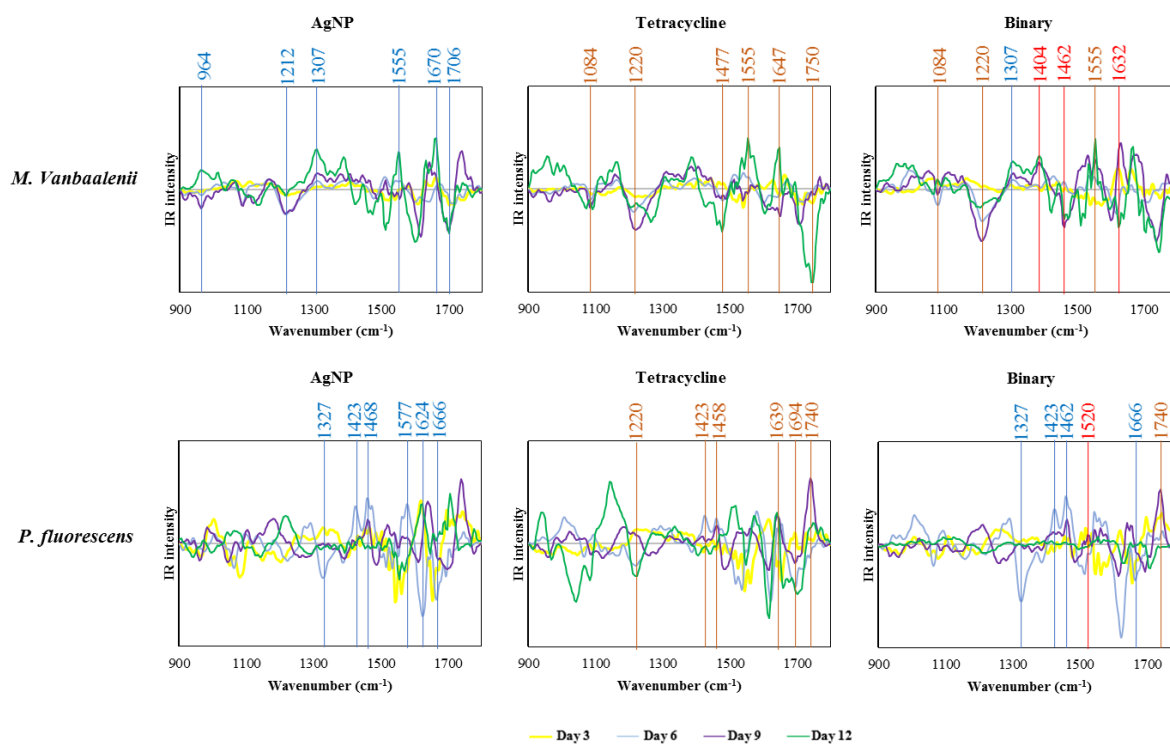 AgNP
Tetracycline
Binary
964
1212
1307
1555
1670
1706
1084
1220
1477
1555
1647
1750
1084
1220
1307
1404
1462
1555
1632
M. Vanbaalenii
IR intensity
IR intensity
IR intensity
900 1100 1300 1500 1700
900 1100 1300 1500 1700
900 1100 1300 1500 1700
Wavenumber (cm-1)
Wavenumber (cm-1)
Wavenumber (cm-1)
AgNP
Tetracycline
Binary
1327
1423
1468
1577
1624
1666
1220
1423
1458
1639
1694
1740
1327
1423
1462
1520
1666
1740
P. fluorescens
IR intensity
IR intensity
IR intensity
900 1100 1300 1500 1700
900 1100 1300 1500 1700
900 1100 1300 1500 1700
Wavenumber (cm-1)
Wavenumber (cm-1)
Wavenumber (cm-1)
Day 3 Day 6 Day 9 Day 12